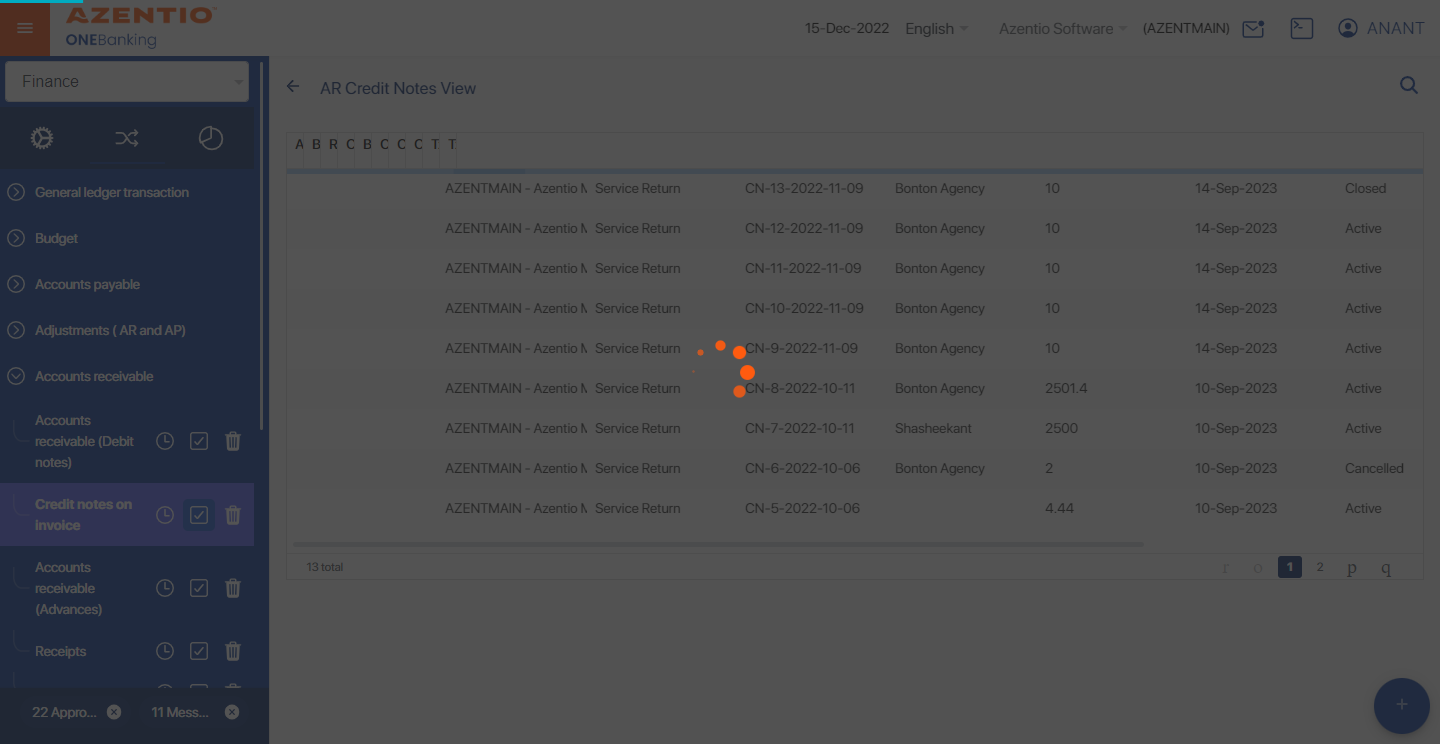 AZENTIO
ONEBanking
15-Dec-2022 English Azentio Software (AZENTMAIN) ANANT
Finance
AR Credit Notes View
General ledger transaction
Budget
Accounts payable
Adjustments ( AR and AP)
Accounts receivable
Accounts
receivable (Debit
notes)
Credit notes on
invoice
Accounts
receivable
(Advances)
Receipts
22 Appro... 11 Mess...
A B R C B C C C T T
AZENTMAIN - Azentio M Service Return CN-13-2022-11-09 Bonton Agency 10 14-Sep-2023 Closed
AZENTMAIN - Azentio M Service Return CN-12-2022-11-09 Bonton Agency 10 14-Sep-2023 Active
AZENTMAIN - Azentio M Service Return CN-11-2022-11-09 Bonton Agency 10 14-Sep-2023 Active
AZENTMAIN - Azentio M Service Return CN-10-2022-11-09 Bonton Agency 10 14-Sep-2023 Active
AZENTMAIN - Azentio M Service Return CN-9-2022-11-09 Bonton Agency 10 14-Sep-2023 Active
AZENTMAIN - Azentio M Service Return CN-8-2022-10-11 Bonton Agency 2501.4 10-Sep-2023 Active
AZENTMAIN - Azentio M Service Return CN-7-2022-10-11 Shasheekant 2500 10-Sep-2023 Active
AZENTMAIN - Azentio M Service Return CN-6-2022-10-06 Bonton Agency 2 10-Sep-2023 Cancelled
AZENTMAIN - Azentio M Service Return CN-5-2022-10-06 4.44 10-Sep-2023 Active
13 total r o 1 2 p q